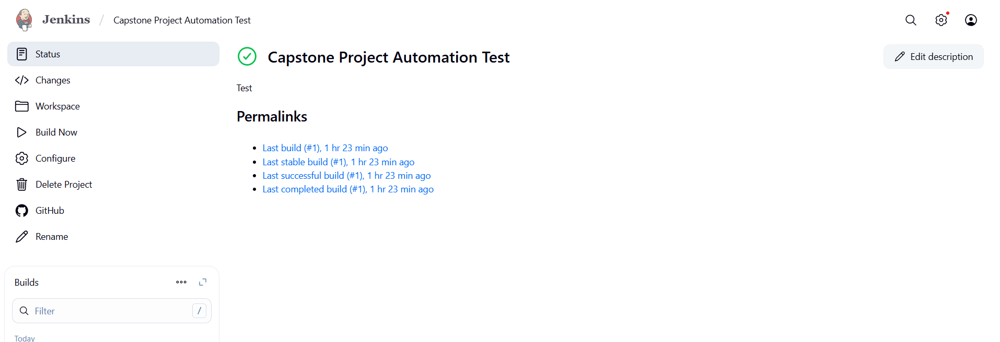 Jenkins / Capstone Project Automation Test
Status
Changes
Workspace
Build Now
Configure
Delete Project
GitHub
Rename
Builds
Filter /
Today
Capstone Project Automation Test
Edit description
Test
Permalinks
Last build (#1), 1 hr 23 min ago
Last stable build (#1), 1 hr 23 min ago
Last successful build (#1), 1 hr 23 min ago
Last completed build (#1), 1 hr 23 min ago